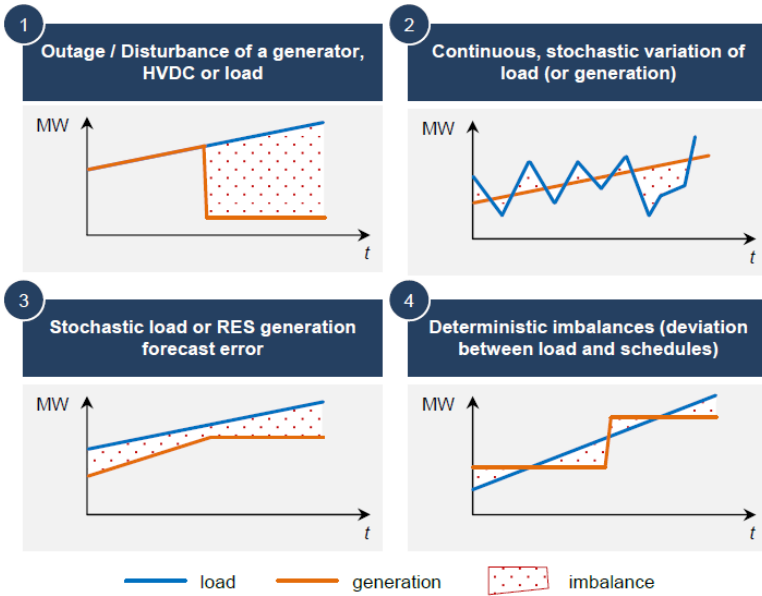 1
Outage / Disturbance of a generator,
HVDC or load
MW
t
2
Continuous, stochastic variation of
load (or generation)
MW
t
3
Stochastic load or RES generation
forecast error
MW
t
4
Deterministic imbalances (deviation
between load and schedules)
MW
t
load generation imbalance